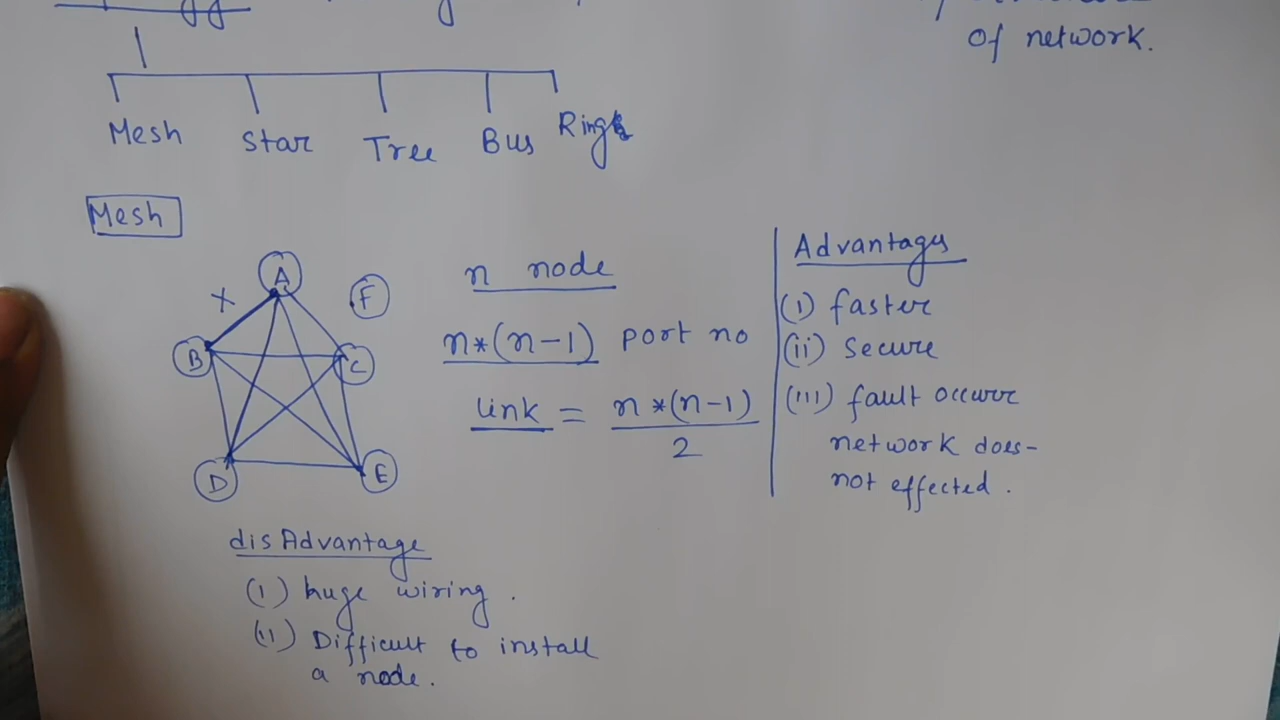 of network.
Mesh Star Tree Bus Ring
Mesh
A
F
B
C
D
E
n node
n*(n-1) port no
link = n*(n-1)
2
Advantages
(i) faster
(ii) secure
(iii) fault occurr
network does-
not effected.
disAdvantage
(i) huge wiring.
(ii) Difficult to install
a node.